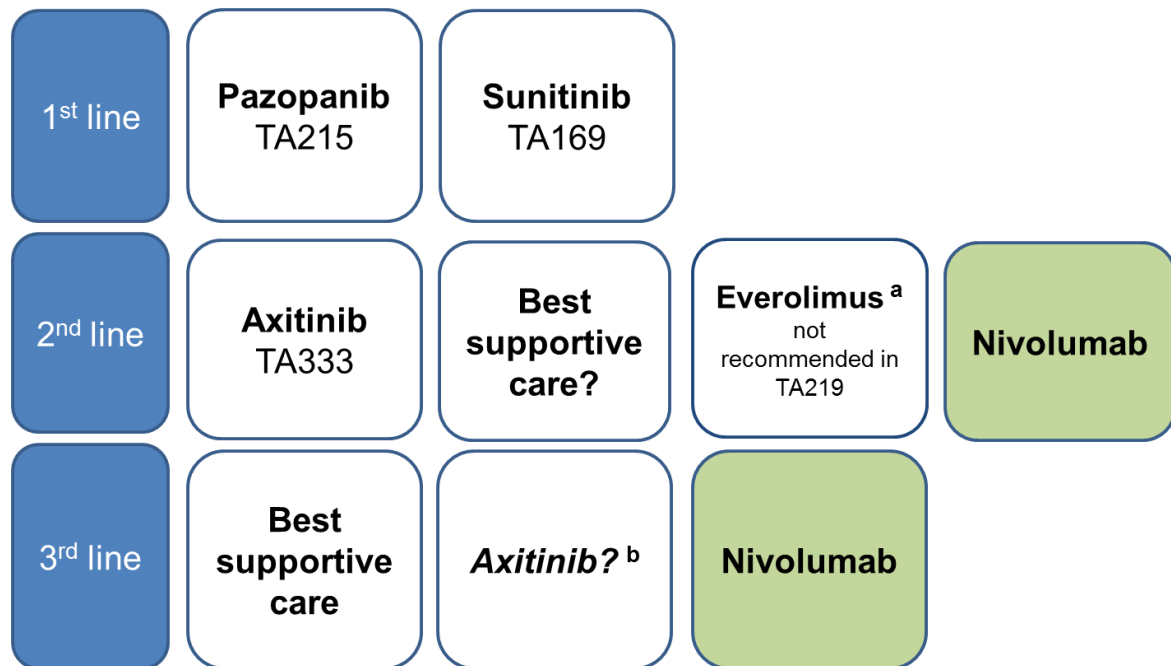 1st line
Pazopanib
TA215
Sunitinib
TA169
2nd line
Axitinib
TA333
Best
supportive
care?
Everolimus a
not
recommended in
TA219
Nivolumab
3rd line
Best
supportive
care
Axitinib? b
Nivolumab